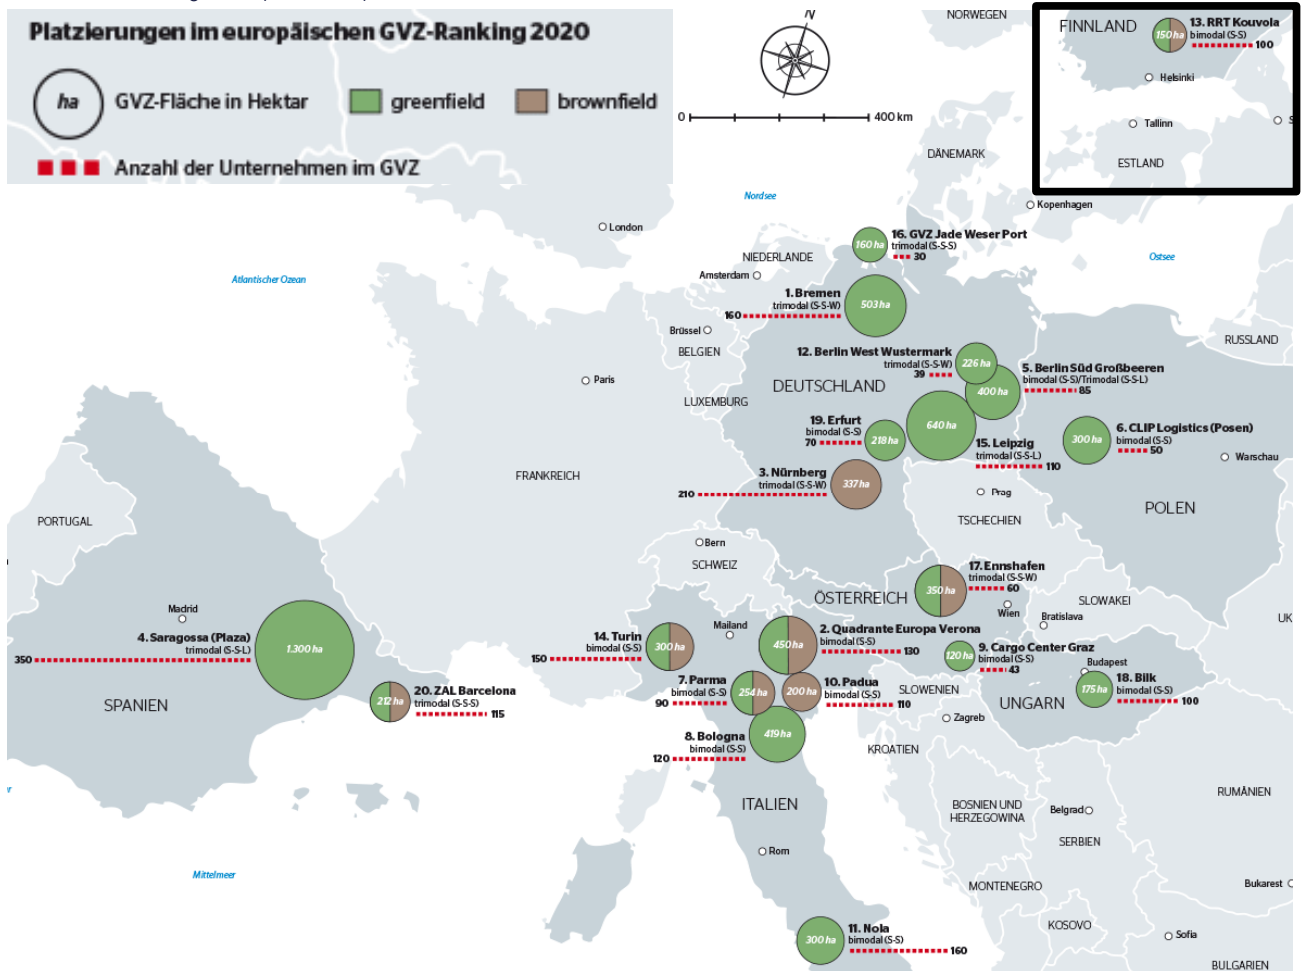 Platzierungen im europäischen GVZ-Ranking 2020
ha GVZ-Fläche in Hektar greenfield brownfield
Anzahl der Unternehmen im GVZ
N
0 400 km
NORWEGEN
FINNLAND
150 ha
13. RRT Kouvola
bimodal (S-S)
100
Helsinki
Tallinn
S
ESTLAND
DÄNEMARK
Nordsee
Kopenhagen
London
Atlantischer Ozean
Ostsee
160 ha
16. GVZ Jade Weser Port
trimodal (S-S-S)
30
NIEDERLANDE
Amsterdam
1. Bremen
trimodal (S-S-W)
160
503 ha
Brüssel
BELGIEN
RUSSLAND
12. Berlin West Wustermark
trimodal (S-S-W)
39
226 ha
5. Berlin Süd Großbeeren
bimodal (S-S)/Trimodal (S-S-L)
85
400 ha
Paris
DEUTSCHLAND
LUXEMBURG
19. Erfurt
bimodal (S-S)
70
218 ha
640 ha
15. Leipzig
trimodal (S-S-L)
110
300 ha
6. CLIP Logistics (Posen)
bimodal (S-S)
50
Warschau
3. Nürnberg
trimodal (S-S-W)
210
337 ha
FRANKREICH
Prag
TSCHECHIEN
POLEN
PORTUGAL
Bern
SCHWEIZ
17. Ennshafen
trimodal (S-S-W)
60
350 ha
ÖSTERREICH
Wien
SLOWAKEI
Bratislava
UK
Madrid
4. Saragossa (Plaza)
trimodal (S-S-L)
350
1.300 ha
Mailand
14. Turin
bimodal (S-S)
150
300 ha
450 ha
2. Quadrante Europa Verona
bimodal (S-S)
130
120 ha
9. Cargo Center Graz
bimodal (S-S)
43
Budapest
175 ha
18. Bilk
bimodal (S-S)
100
UNGARN
7. Parma
bimodal (S-S)
90
254 ha
200 ha
10. Padua
bimodal (S-S)
110
SLOWENIEN
SPANIEN
212 ha
20. ZAL Barcelona
trimodal (S-S-S)
115
Zagreb
8. Bologna
bimodal (S-S)
120
419 ha
KROATIEN
ITALIEN
BOSNIEN UND
HERZEGOWINA
RUMÄNIEN
Belgrad
SERBIEN
Rom
Mittelmeer
MONTENEGRO
Bukarest
KOSOVO
Sofia
300 ha
11. Nola
bimodal (S-S)
160
BULGARIEN